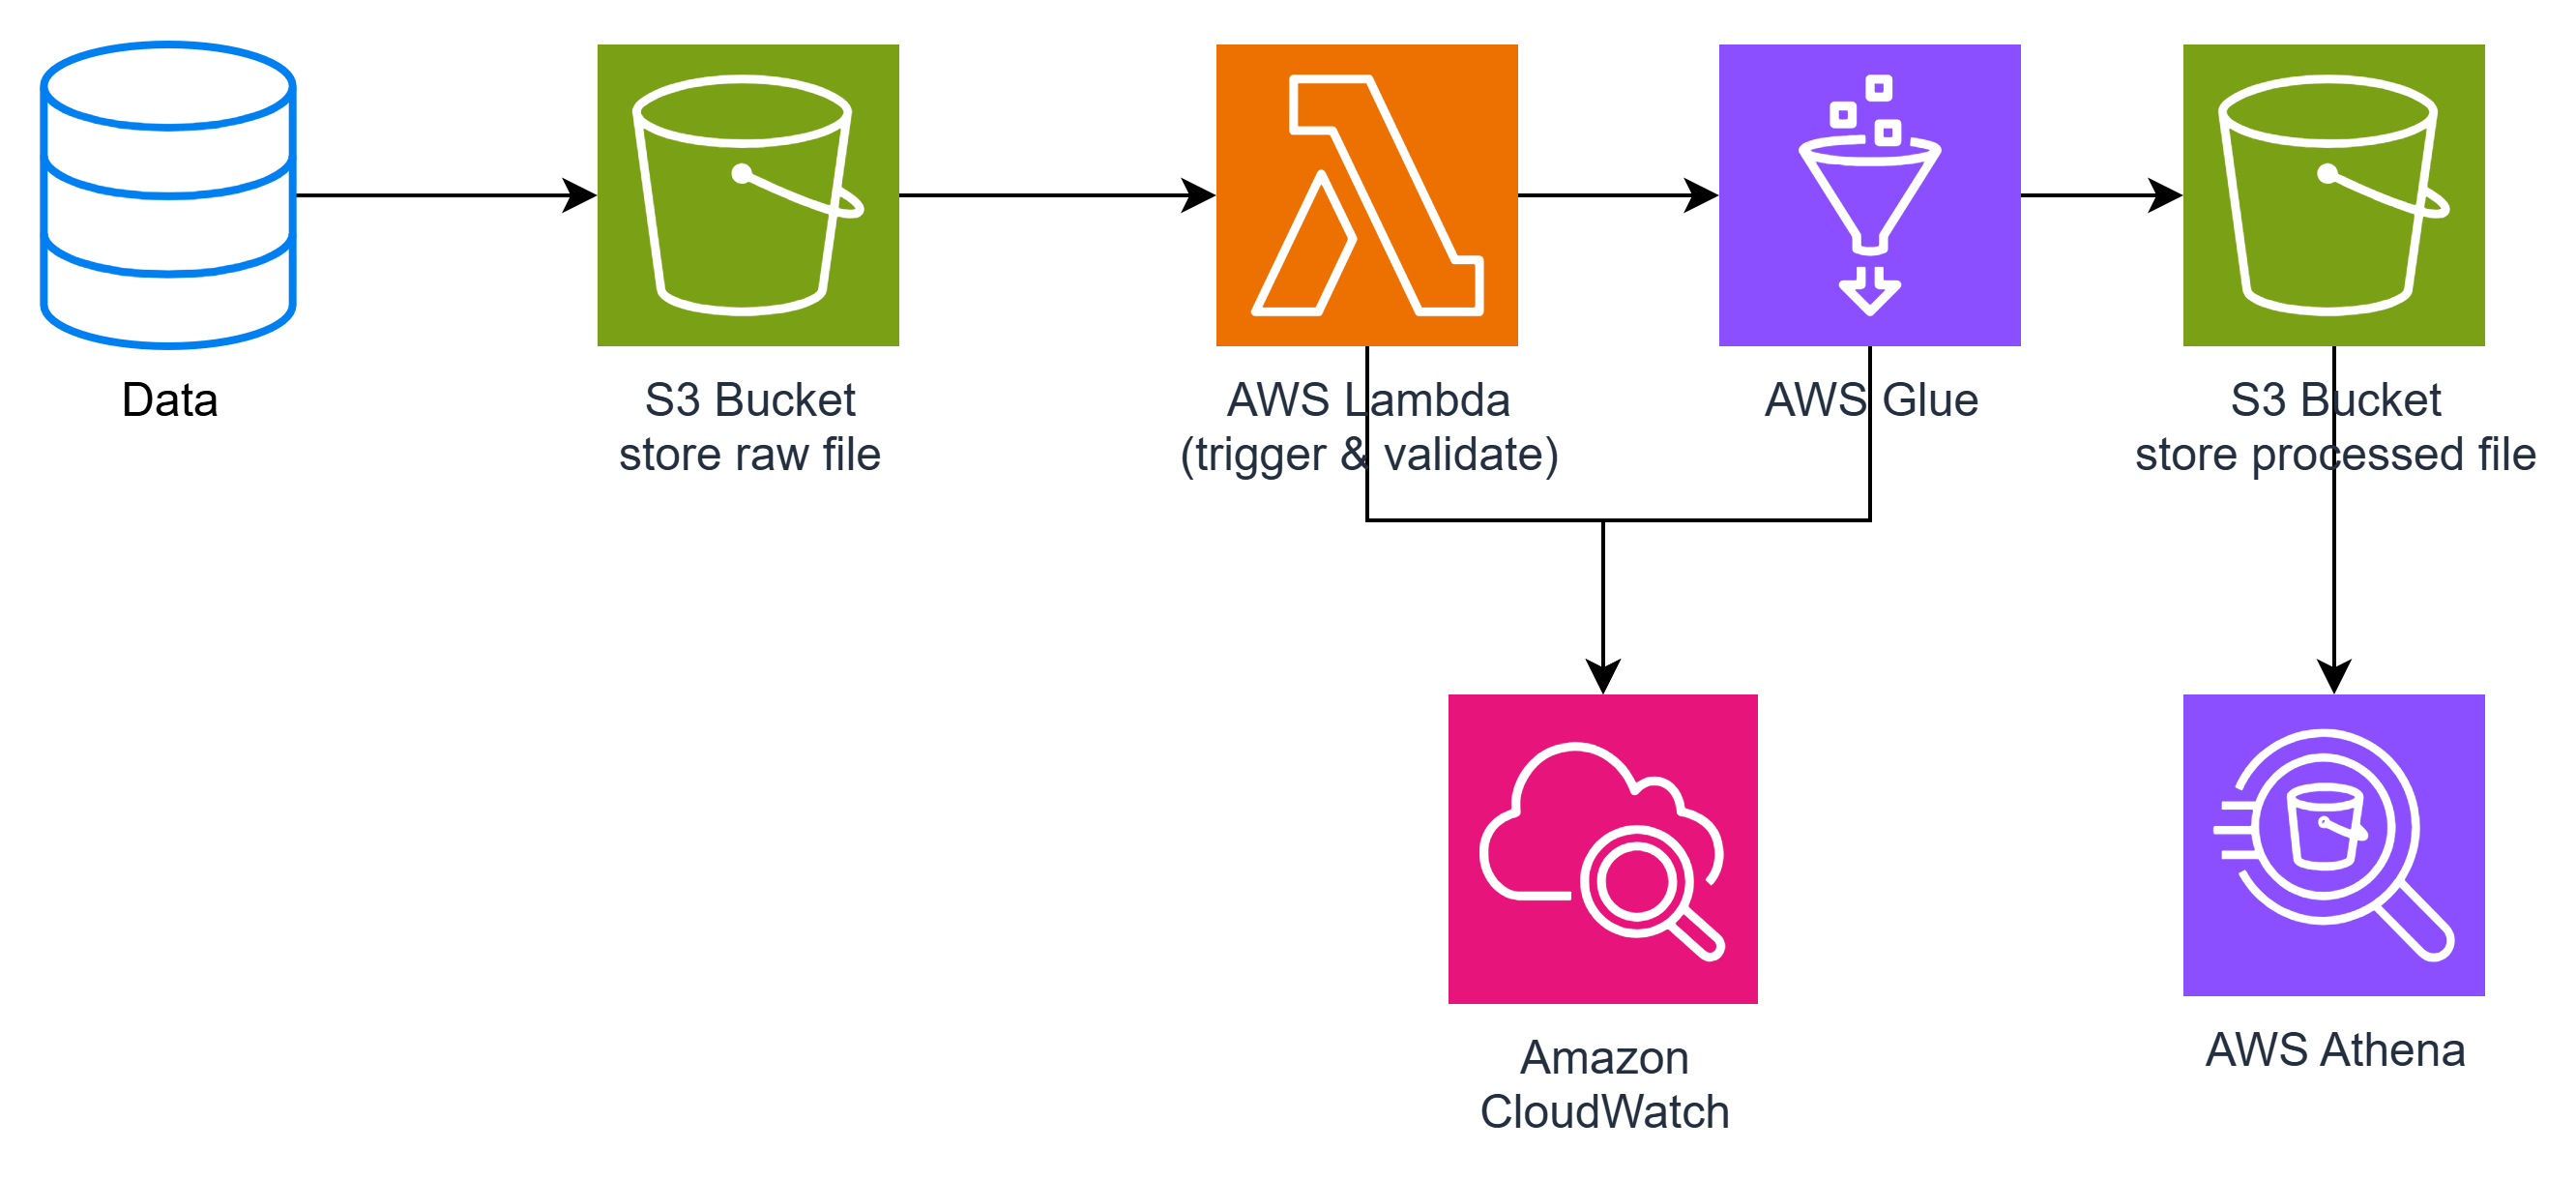 Data
S3 Bucket
store raw file
AWS Lambda
(trigger & validate)
AWS Glue
S3 Bucket
store processed file
Amazon
CloudWatch
AWS Athena